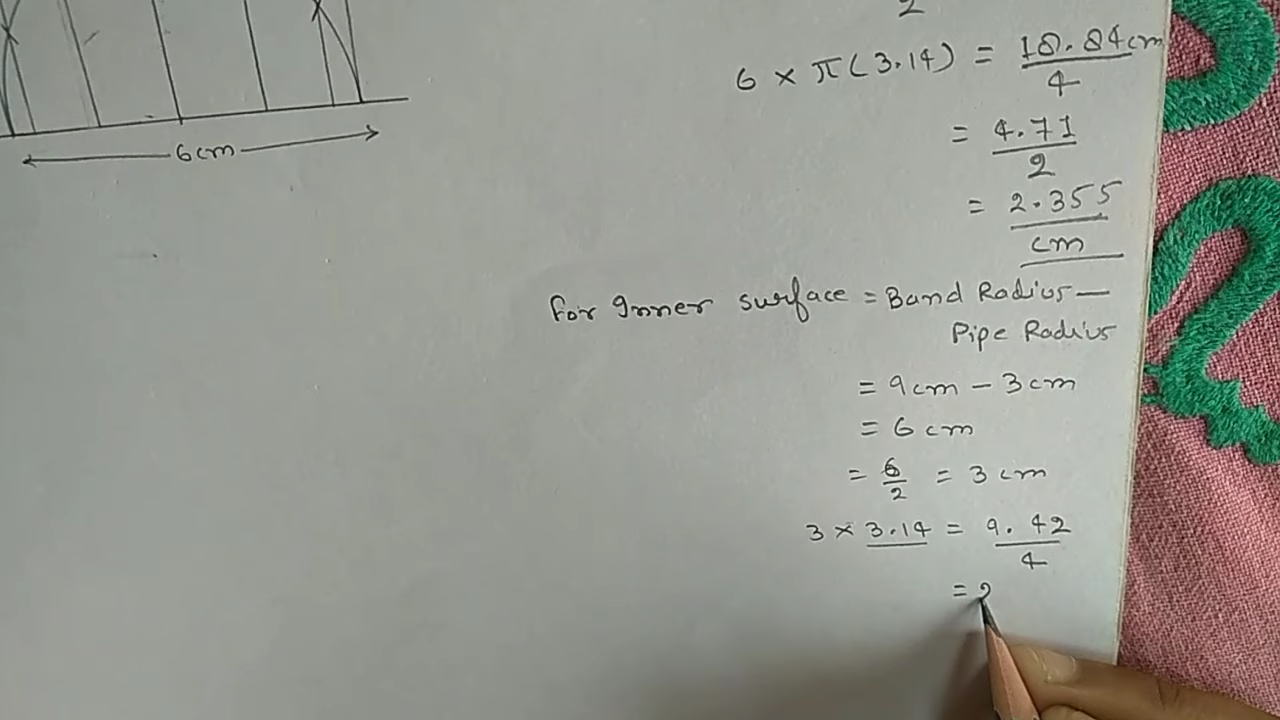 2
6 × π(3.14) = 18.84cm
4
= 4.71
2
= 2.355
cm
6cm
For Inner surface = Band Radius —
Pipe Radius
= 9cm - 3cm
= 6cm
= 6/2 = 3cm
3 × 3.14 = 9.42
4
= 2